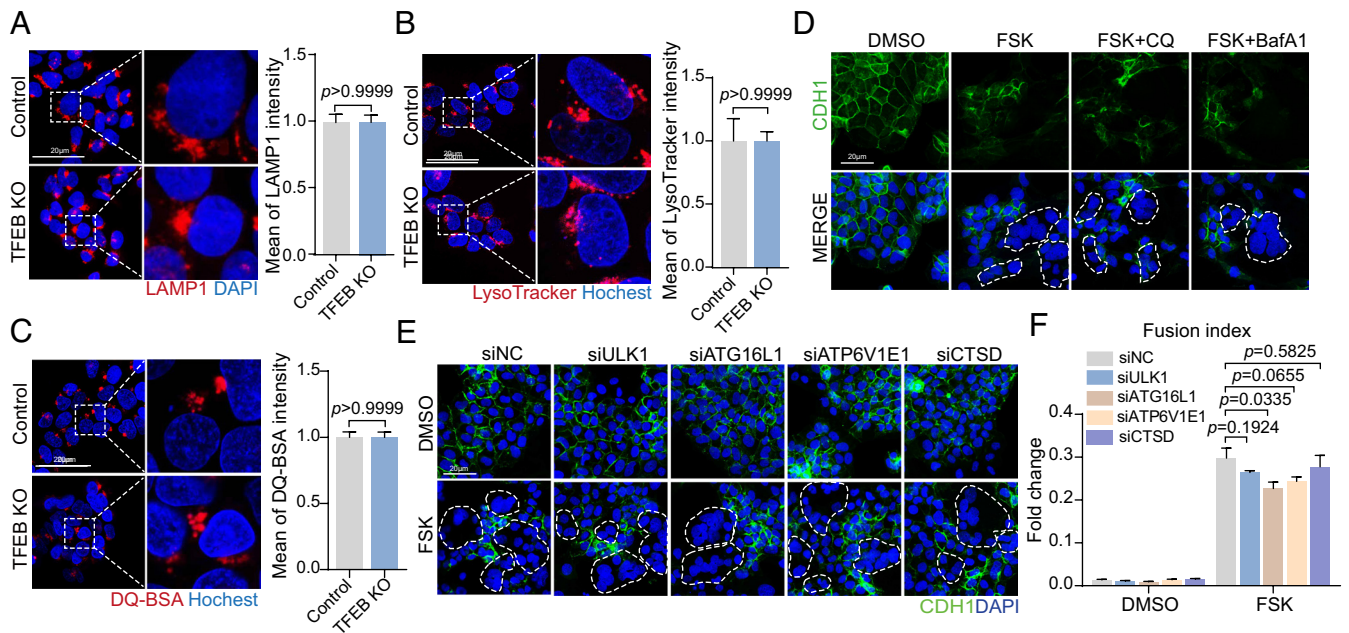 A
Control
TFEB KO
20μm
LAMP1 DAPI
Mean of LAMP1 intensity
1.5
1.0
0.5
0.0
p>0.9999
Control
TFEB KO
B
Control
TFEB KO
20μm
LysoTracker Hochest
Mean of LysoTracker intensity
1.5
1.0
0.5
0.0
p>0.9999
Control
TFEB KO
C
Control
TFEB KO
20μm
DQ-BSA Hochest
Mean of DQ-BSA intensity
1.5
1.0
0.5
0.0
p>0.9999
Control
TFEB KO
D
DMSO FSK FSK+CQ FSK+BafA1
CDH1
20μm
MERGE
E
siNC siULK1 siATG16L1 siATP6V1E1 siCTSD
DMSO
20μm
FSK
CDH1DAPI
F
Fusion index
siNC
siULK1
siATG16L1
siATP6V1E1
siCTSD
p=0.5825
p=0.0655
p=0.0335
p=0.1924
Fold change
0.4
0.3
0.2
0.1
0.0
DMSO FSK